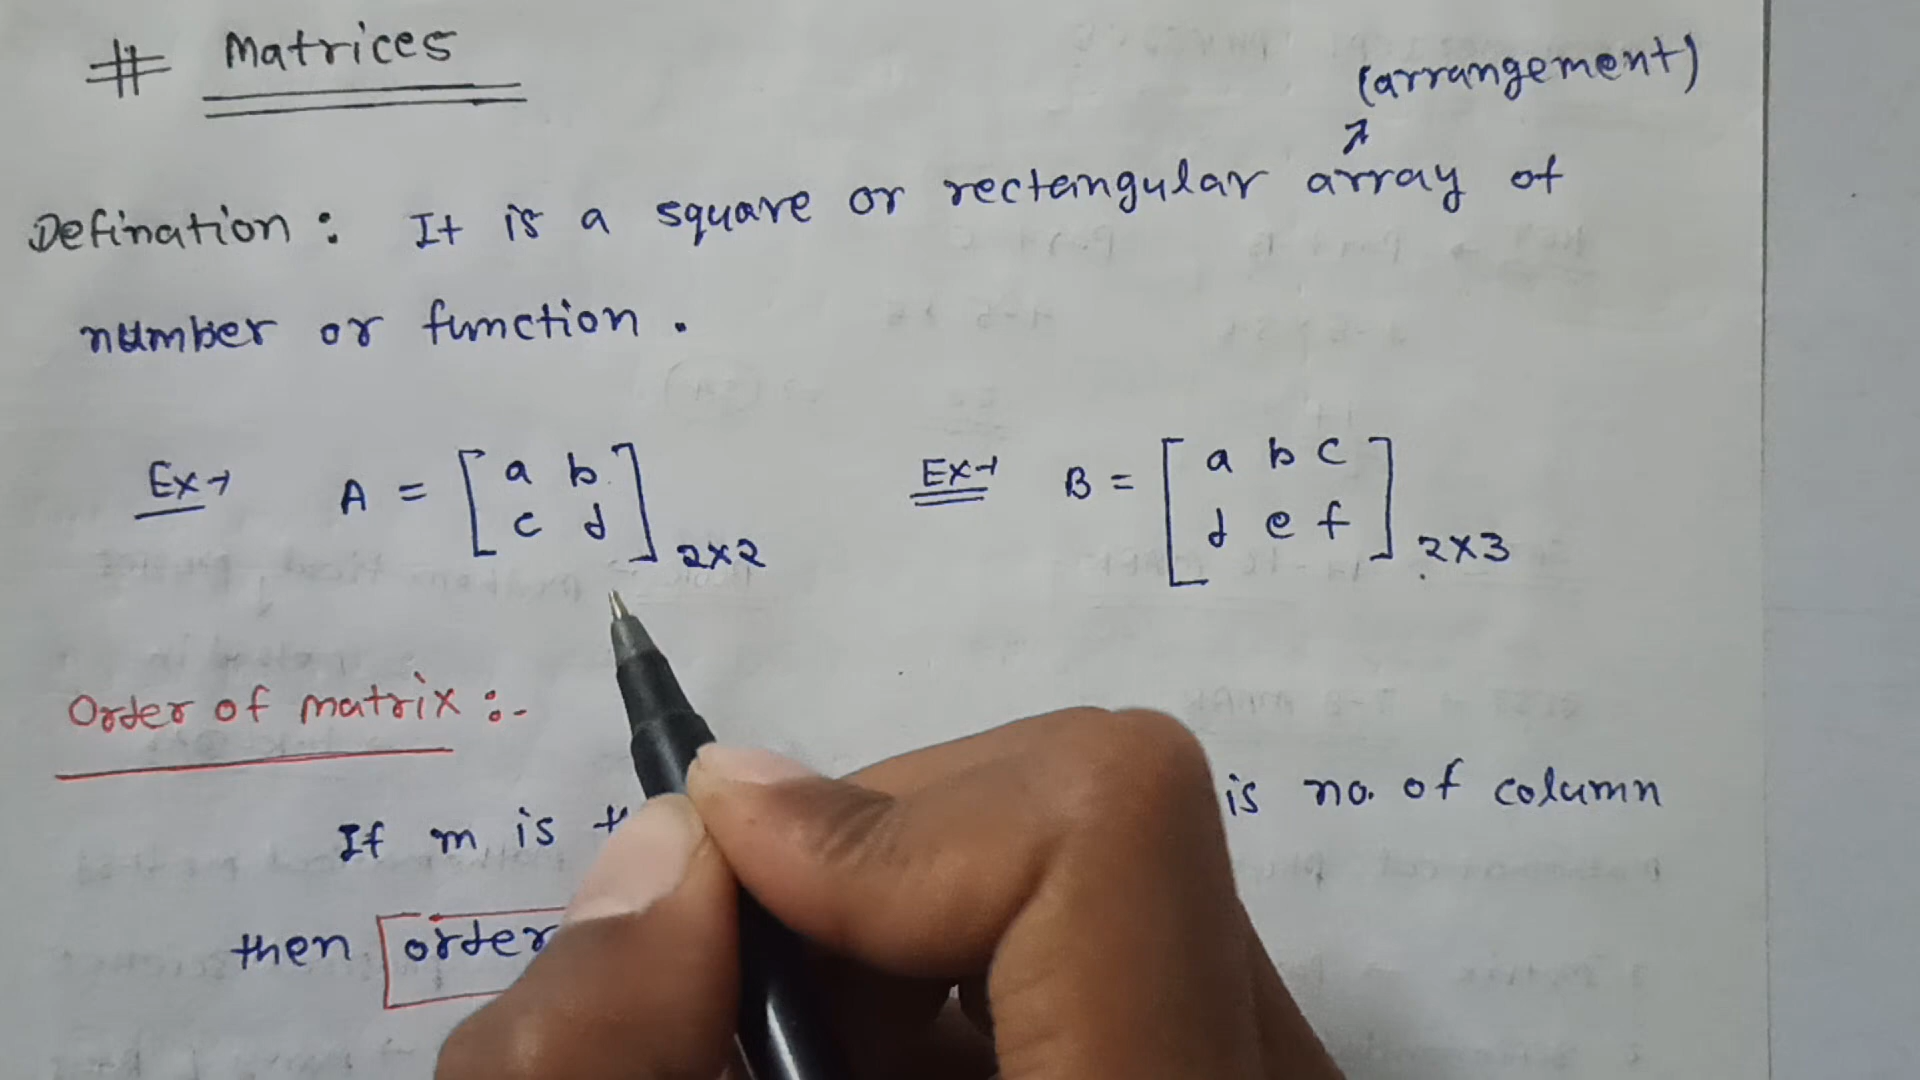 # Matrices
(arrangement)
↗
Defination : It is a square or rectangular array of
number or function .
Ex→ A = [a b
c d] 2×2
Ex→ B = [a b c
d e f] 2×3
Order of matrix :-
If m is is no. of column
then order